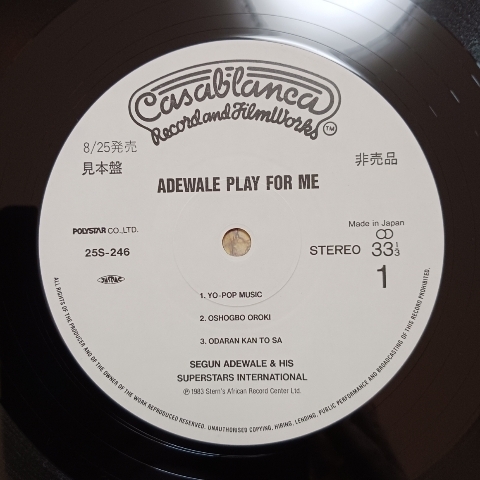 Casablanca
Record and FilmWorks TM
8/25発売
見本盤
非売品
ADEWALE PLAY FOR ME
POLYSTAR CO.,LTD.
25S-246
Made in Japan
STEREO 33 1/3
1
1. YO-POP MUSIC
2. OSHOGBO OROKI
3. ODARAN KAN TO SA
SEGUN ADEWALE & HIS
SUPERSTARS INTERNATIONAL
Ⓟ 1983 Stern's African Record Center Ltd.
ALL RIGHTS OF THE PRODUCER AND OF THE OWNER OF THE WORK REPRODUCED RESERVED. UNAUTHORISED COPYING, HIRING, LENDING, PUBLIC PERFORMANCE AND BROADCASTING OF THIS RECORD PROHIBITED.